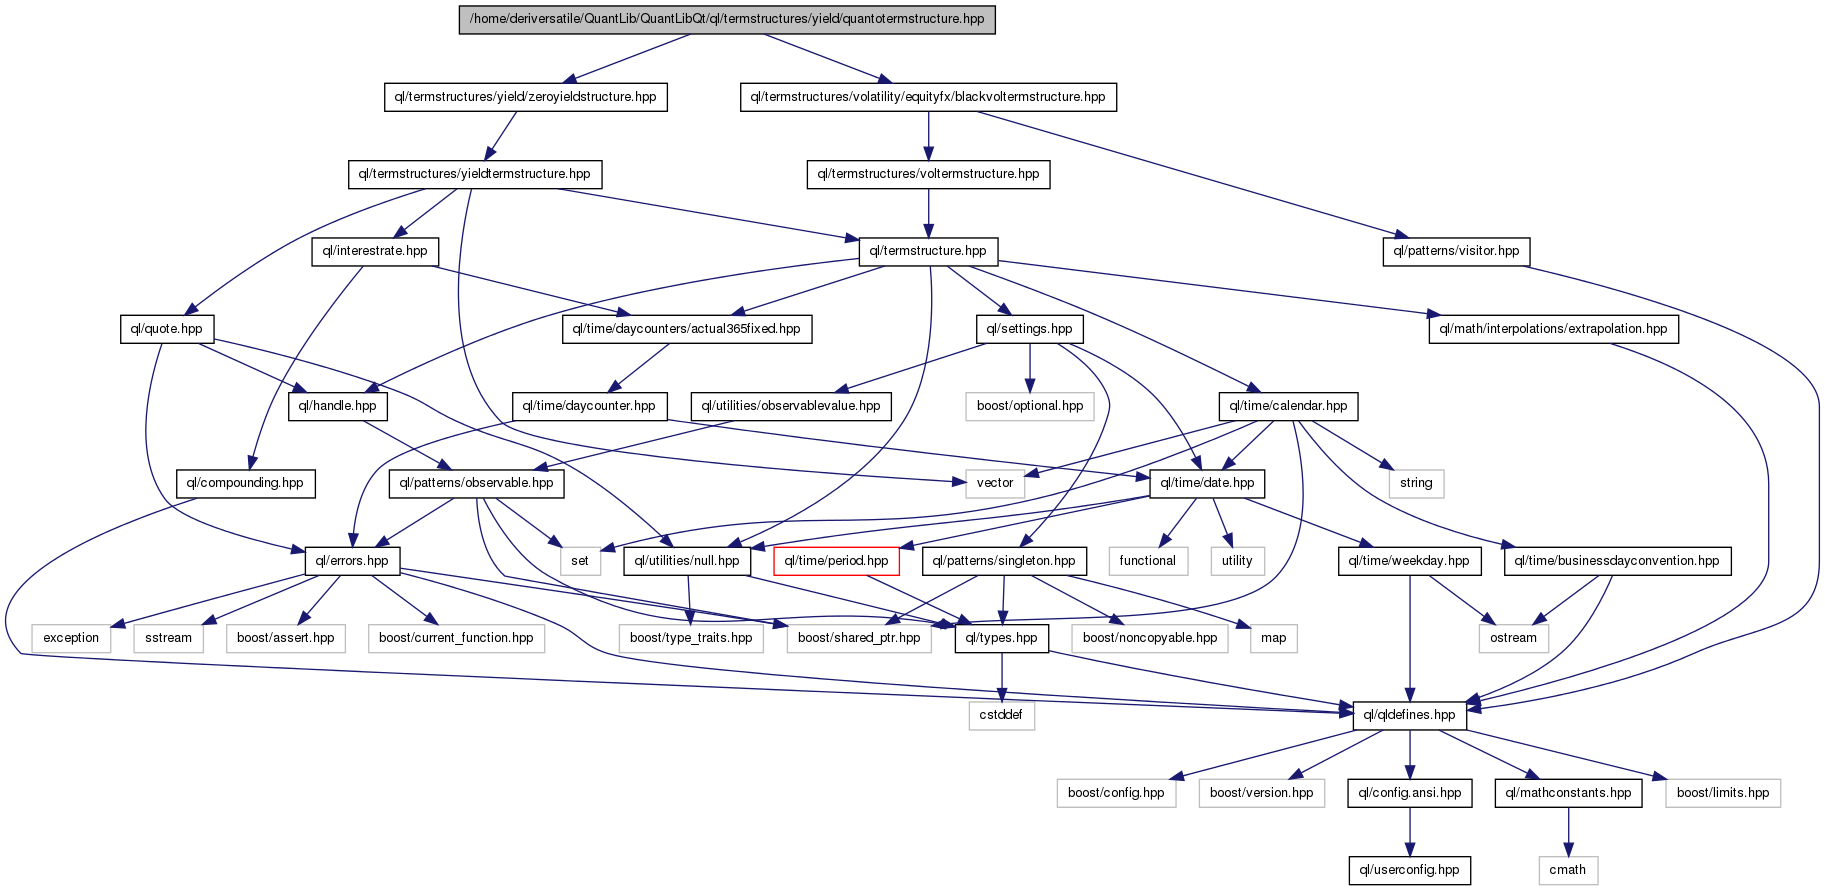 /home/deriversatile/QuantLib/QuantLibQt/ql/termstructures/yield/quantotermstructure.hpp
ql/termstructures/yield/zeroyieldstructure.hpp
ql/termstructures/volatility/equityfx/blackvoltermstructure.hpp
ql/termstructures/yieldtermstructure.hpp
ql/termstructures/voltermstructure.hpp
ql/interestrate.hpp
ql/termstructure.hpp
ql/patterns/visitor.hpp
ql/quote.hpp
ql/time/daycounters/actual365fixed.hpp
ql/settings.hpp
ql/math/interpolations/extrapolation.hpp
ql/handle.hpp
ql/time/daycounter.hpp
ql/utilities/observablevalue.hpp
boost/optional.hpp
ql/time/calendar.hpp
ql/compounding.hpp
ql/patterns/observable.hpp
vector
ql/time/date.hpp
string
ql/errors.hpp
set
ql/utilities/null.hpp
ql/time/period.hpp
ql/patterns/singleton.hpp
functional
utility
ql/time/weekday.hpp
ql/time/businessdayconvention.hpp
exception
sstream
boost/assert.hpp
boost/current_function.hpp
boost/type_traits.hpp
boost/shared_ptr.hpp
ql/types.hpp
boost/noncopyable.hpp
map
ostream
cstddef
ql/qldefines.hpp
boost/config.hpp
boost/version.hpp
ql/config.ansi.hpp
ql/mathconstants.hpp
boost/limits.hpp
ql/userconfig.hpp
cmath